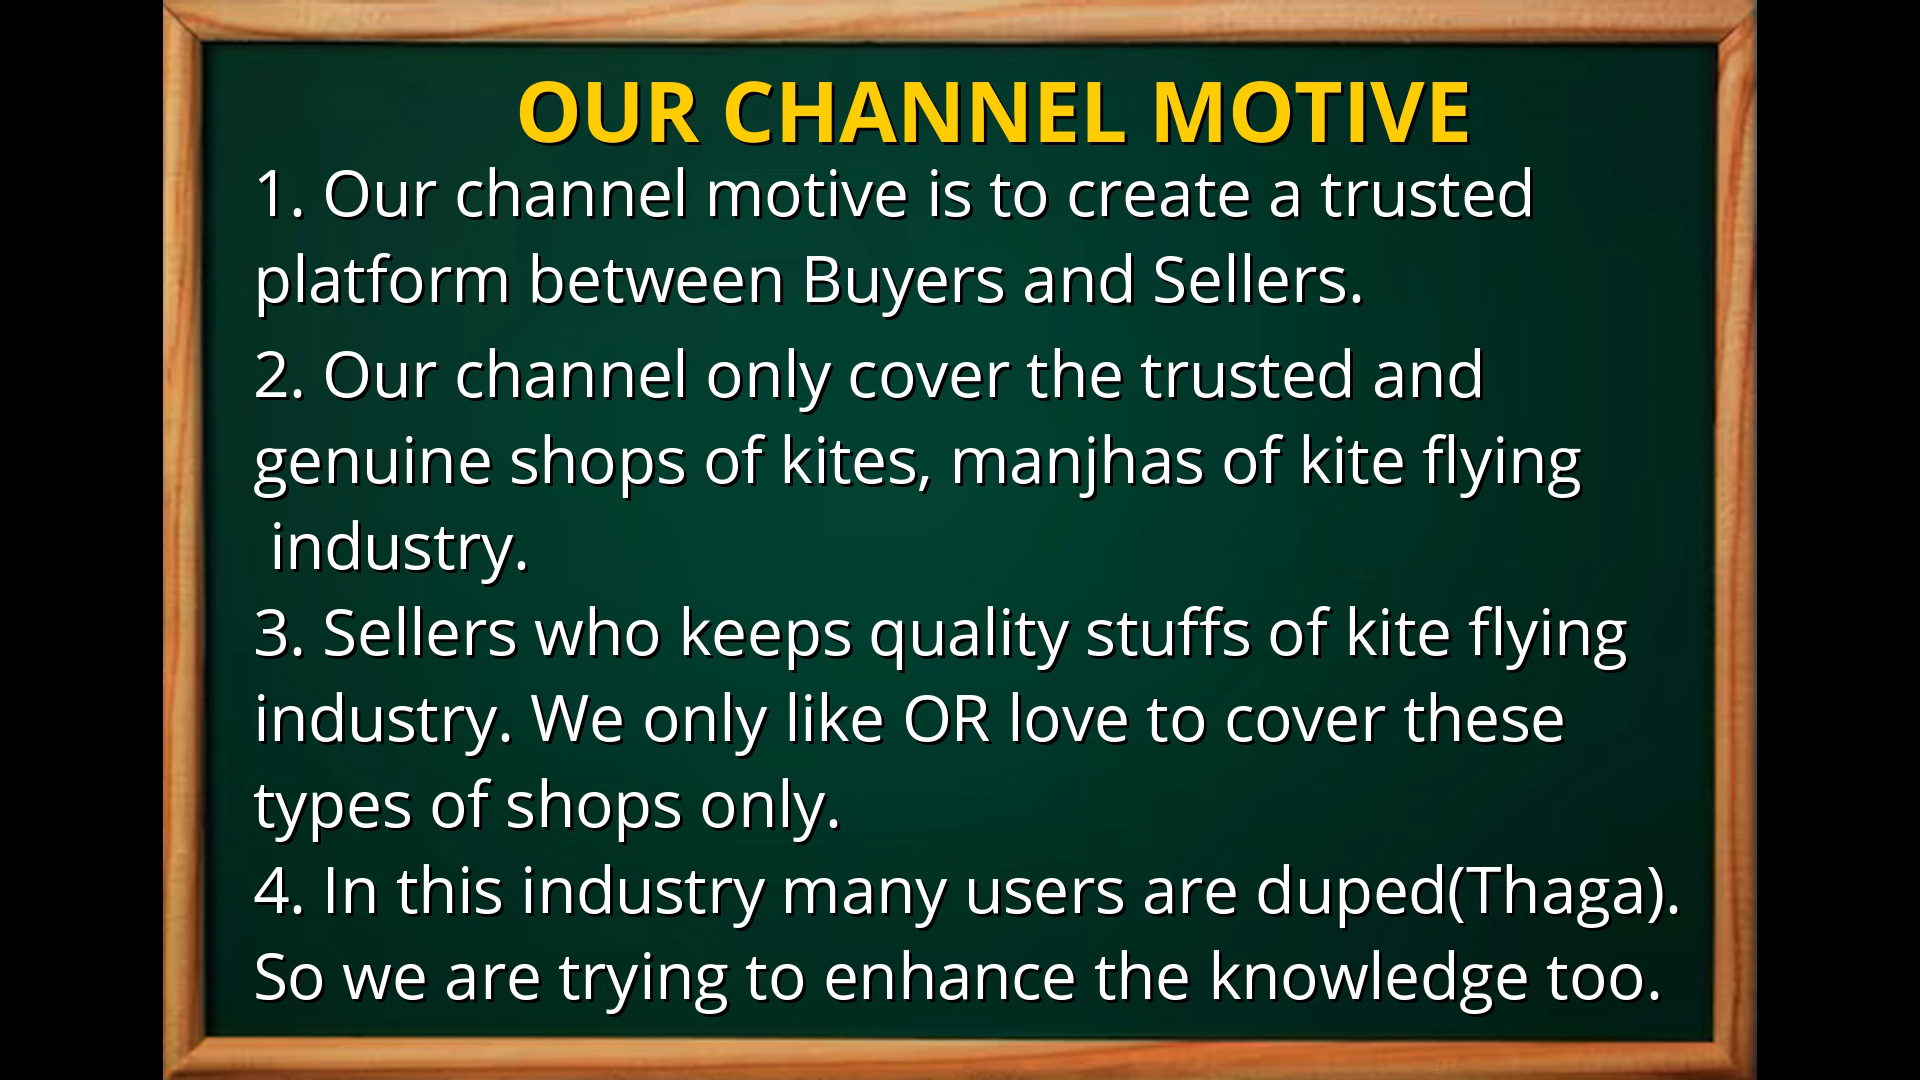 OUR CHANNEL MOTIVE
1. Our channel motive is to create a trusted
platform between Buyers and Sellers.
2. Our channel only cover the trusted and
genuine shops of kites, manjhas of kite flying
industry.
3. Sellers who keeps quality stuffs of kite flying
industry. We only like OR love to cover these
types of shops only.
4. In this industry many users are duped(Thaga).
So we are trying to enhance the knowledge too.